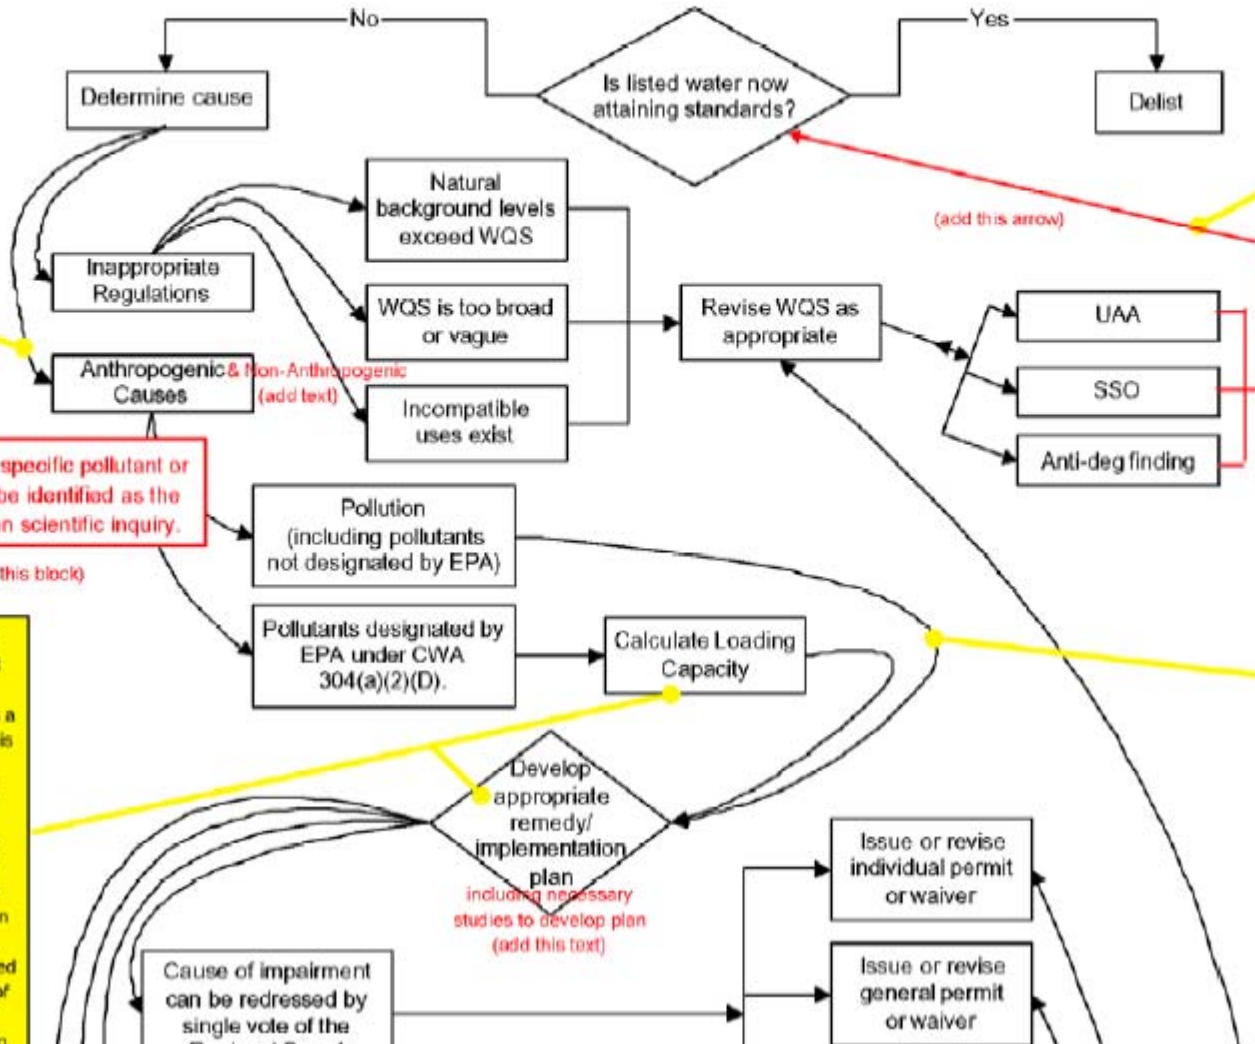 No
Yes
Is listed water now
attaining standards?
Determine cause
Delist
Natural
background levels
exceed WQS
(add this arrow)
Inappropriate
Regulations
WQS is too broad
or vague
Revise WQS as
appropriate
UAA
Anthropogenic & Non-Anthropogenic
Causes
(add text)
SSO
Incompatible
uses exist
Anti-deg finding
specific pollutant or
be identified as the
n scientific inquiry.
this block)
Pollution
(including pollutants
not designated by EPA)
Pollutants designated by
EPA under CWA
304(a)(2)(D).
Calculate Loading
Capacity
a
is
Develop
appropriate
remedy/
implementation
plan
including necessary
studies to develop plan
(add this text)
Issue or revise
individual permit
or waiver
n
ed
of
Cause of impairment
can be redressed by
single vote of the
Issue or revise
general permit
or waiver